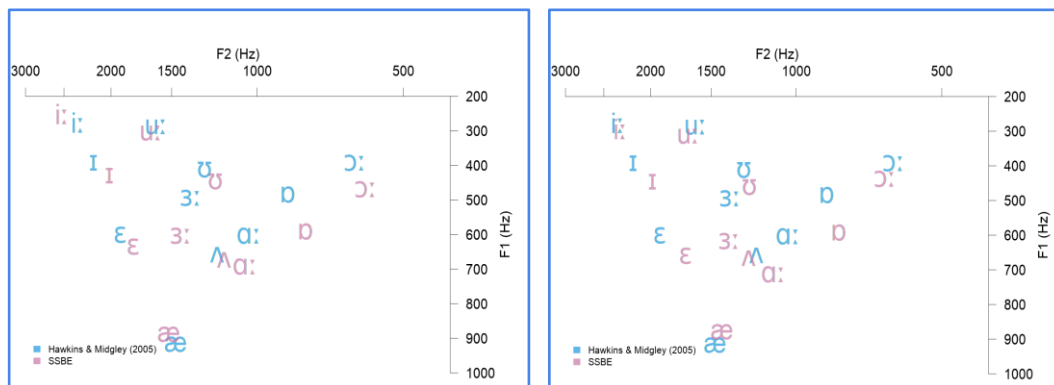 F2 (Hz)
3000 2000 1500 1000 500
200
300
400
500
600
700
800
900
1000
F1 (Hz)
iː iː
uː uː
ɪ ɪ
ʊ ʊ
ɔː ɔː
ɜː ɒ
ɛ ɛ ɜː ɑː ɒ
ʌ ʌ ɑː
æ æ
Hawkins & Midgley (2005)
SSBE
F2 (Hz)
3000 2000 1500 1000 500
200
300
400
500
600
700
800
900
1000
F1 (Hz)
iː iː
uː uː
ɪ ɪ
ʊ ʊ
ɔː ɔː
ɜː ɒ
ɛ ɛ ɜː ɑː ɒ
ʌ ʌ ɑː
æ æ
Hawkins & Midgley (2005)
SSBE